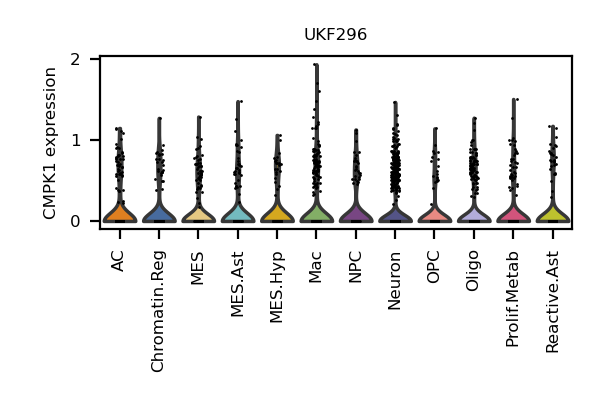 UKF296
CMPK1 expression
2
1
0
AC
Chromatin.Reg
MES
MES.Ast
MES.Hyp
Mac
NPC
Neuron
OPC
Oligo
Prolif.Metab
Reactive.Ast